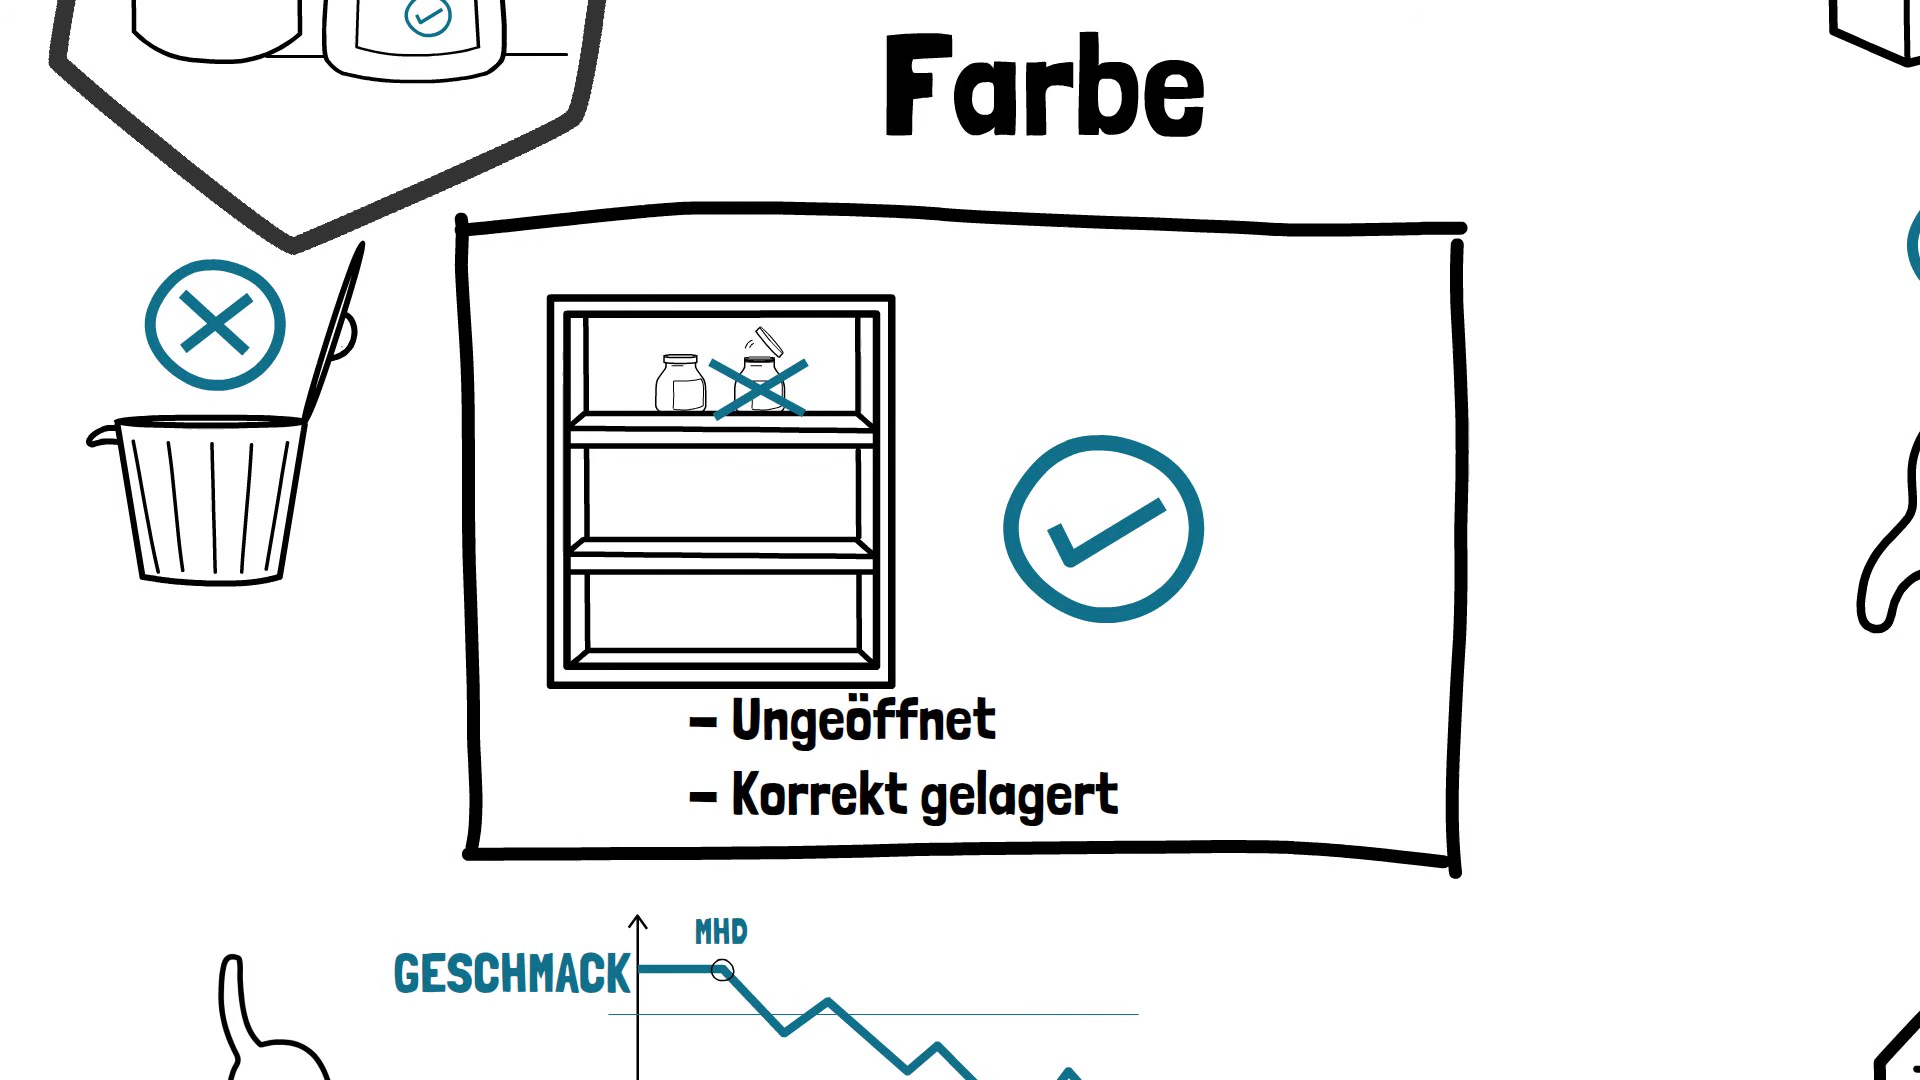 Farbe
– Ungeöffnet
– Korrekt gelagert
MHD
GESCHMACK